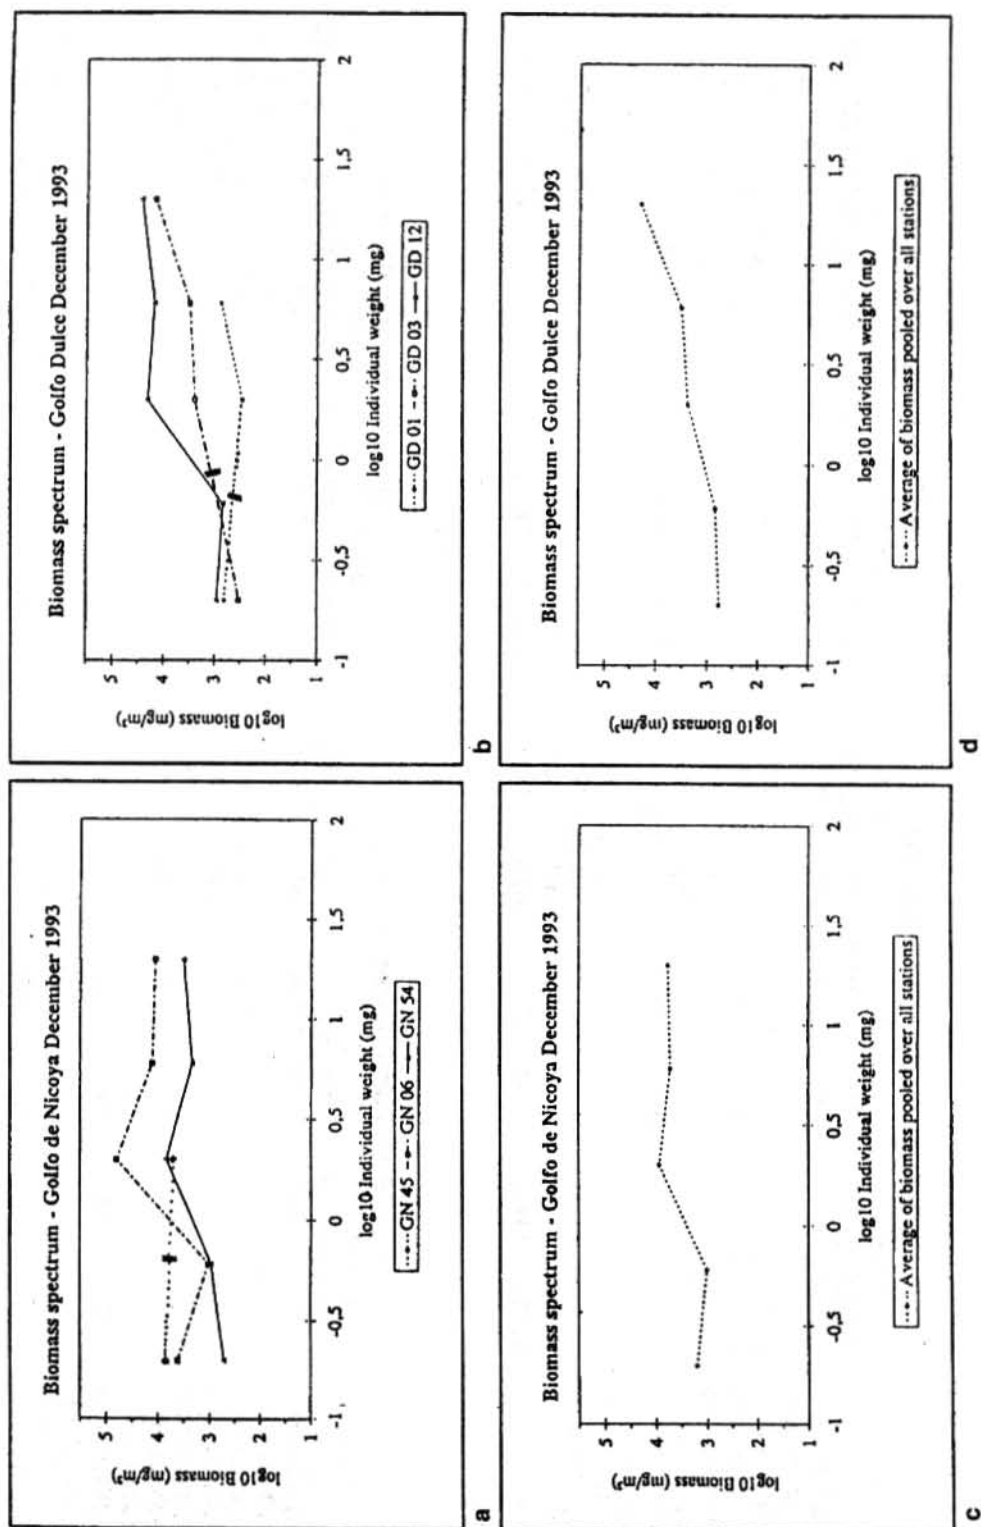 Biomass spectrum - Golfo de Nicoya December 1993
log10 Biomass (mg/m³)
5
4
3
2
1
-1
-0,5
0
0,5
1
1,5
2
log10 Individual weight (mg)
GN 45 GN 06 GN 54
a
Biomass spectrum - Golfo Dulce December 1993
log10 Biomass (mg/m³)
5
4
3
2
1
-1
-0,5
0
0,5
1
1,5
2
log10 Individual weight (mg)
GD 01 GD 03 GD 12
b
Biomass spectrum - Golfo de Nicoya December 1993
log10 Biomass (mg/m³)
5
4
3
2
1
-1
-0,5
0
0,5
1
1,5
2
log10 Individual weight (mg)
Average of biomass pooled over all stations
c
Biomass spectrum - Golfo Dulce December 1993
log10 Biomass (mg/m³)
5
4
3
2
1
-1
-0,5
0
0,5
1
1,5
2
log10 Individual weight (mg)
Average of biomass pooled over all stations
d